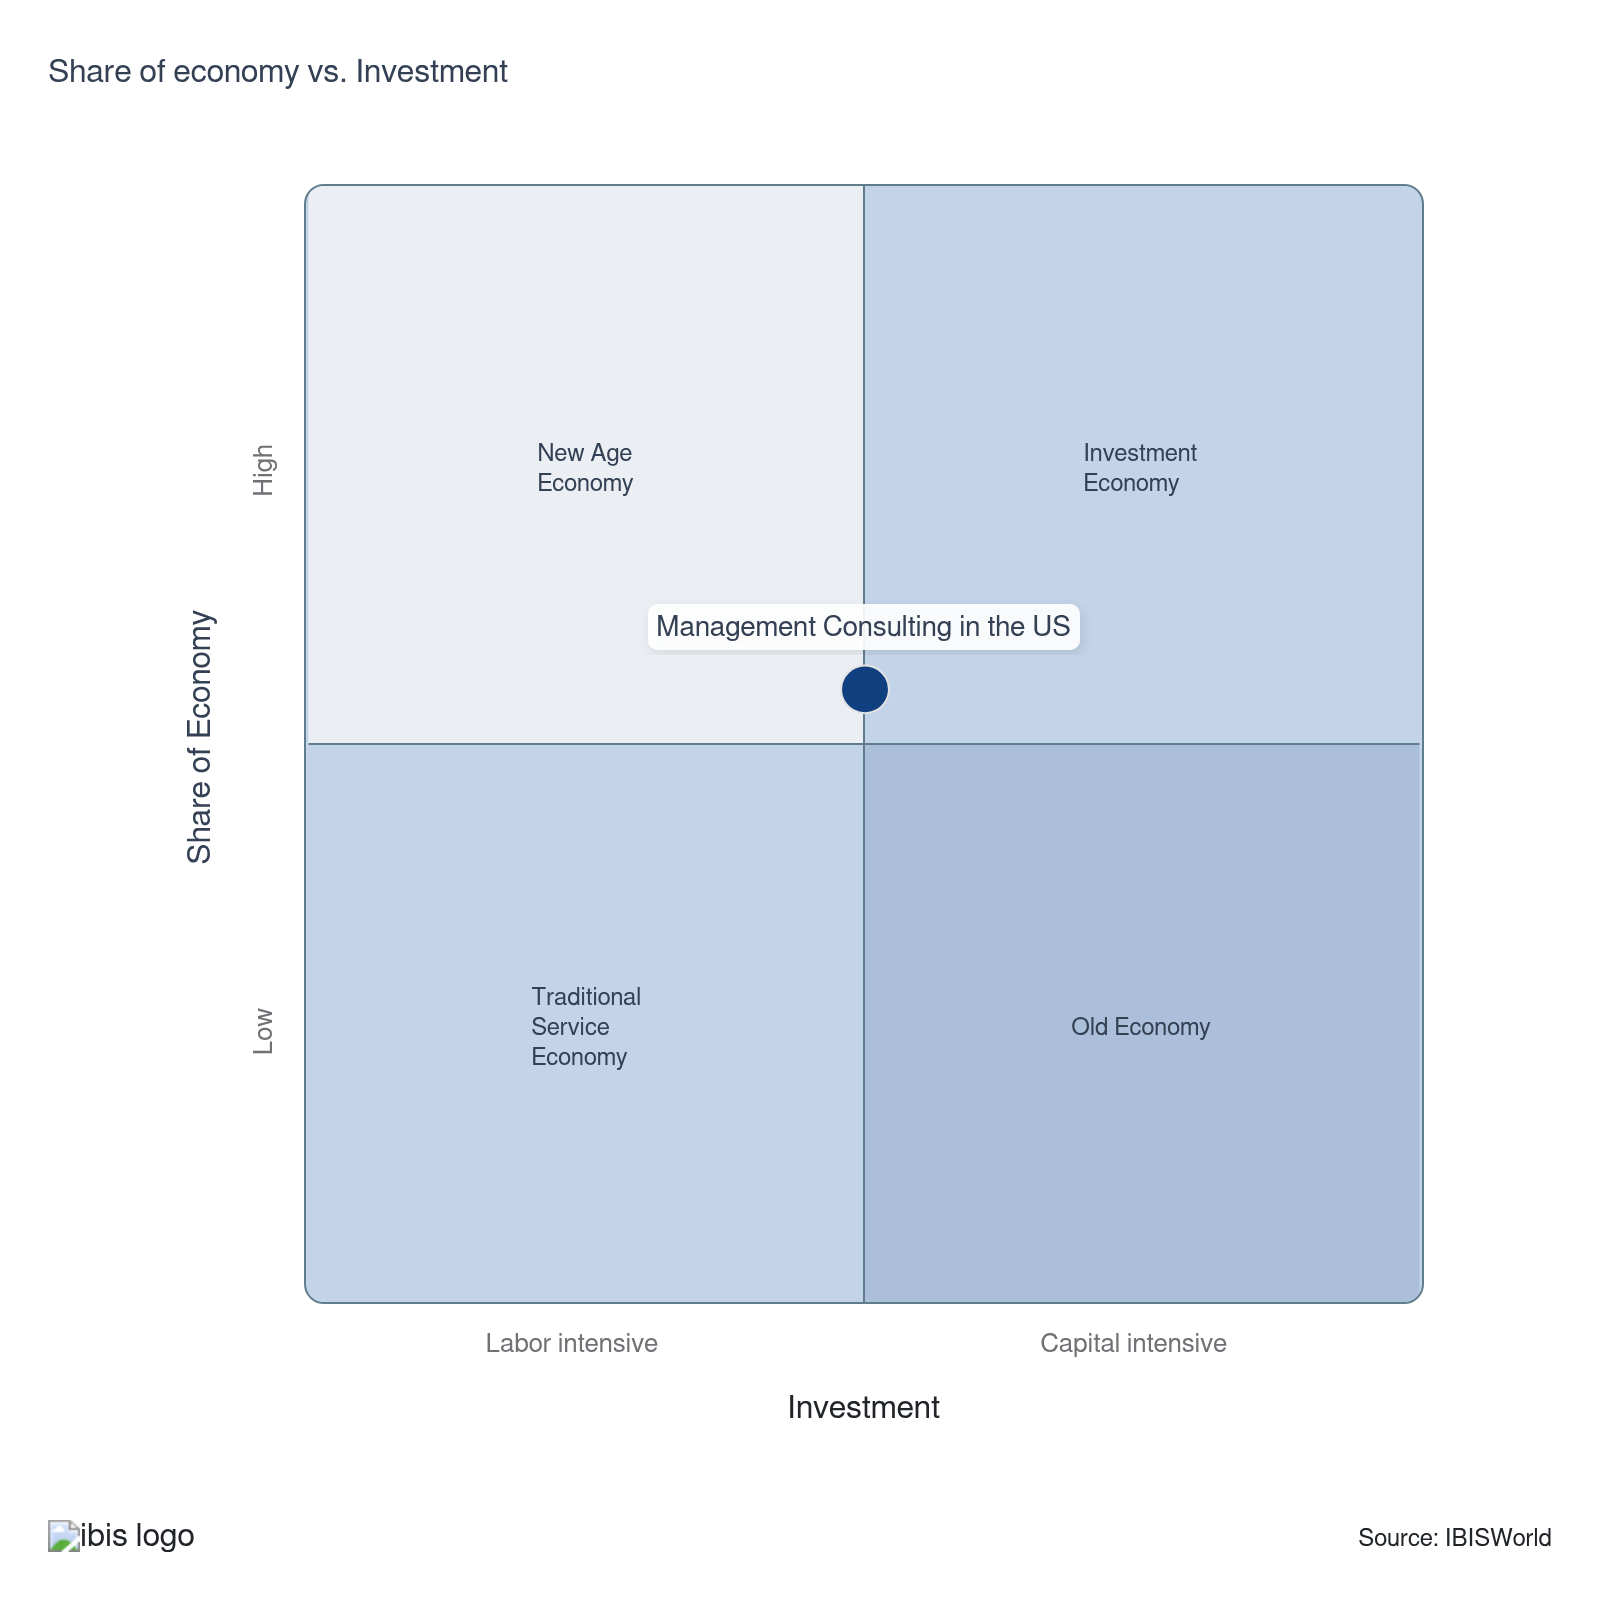 Share of economy vs. Investment
New Age
Economy
Investment
Economy
High
Management Consulting in the US
Share of Economy
Traditional
Service
Economy
Old Economy
Low
Labor intensive
Capital intensive
Investment
ibis logo
Source: IBISWorld